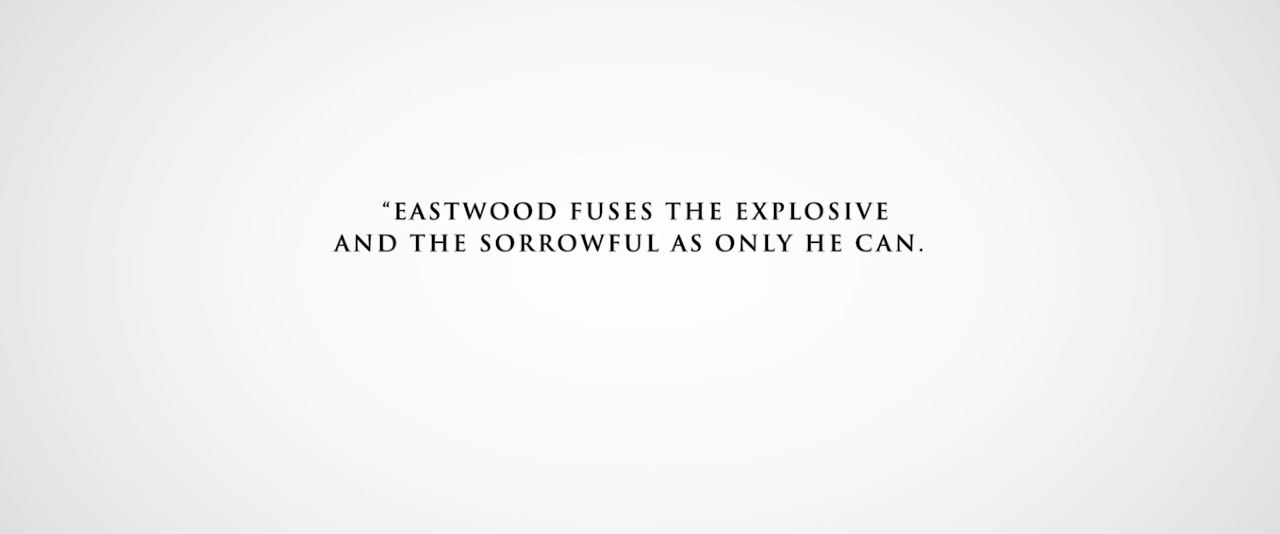 “EASTWOOD FUSES THE EXPLOSIVE
AND THE SORROWFUL AS ONLY HE CAN.